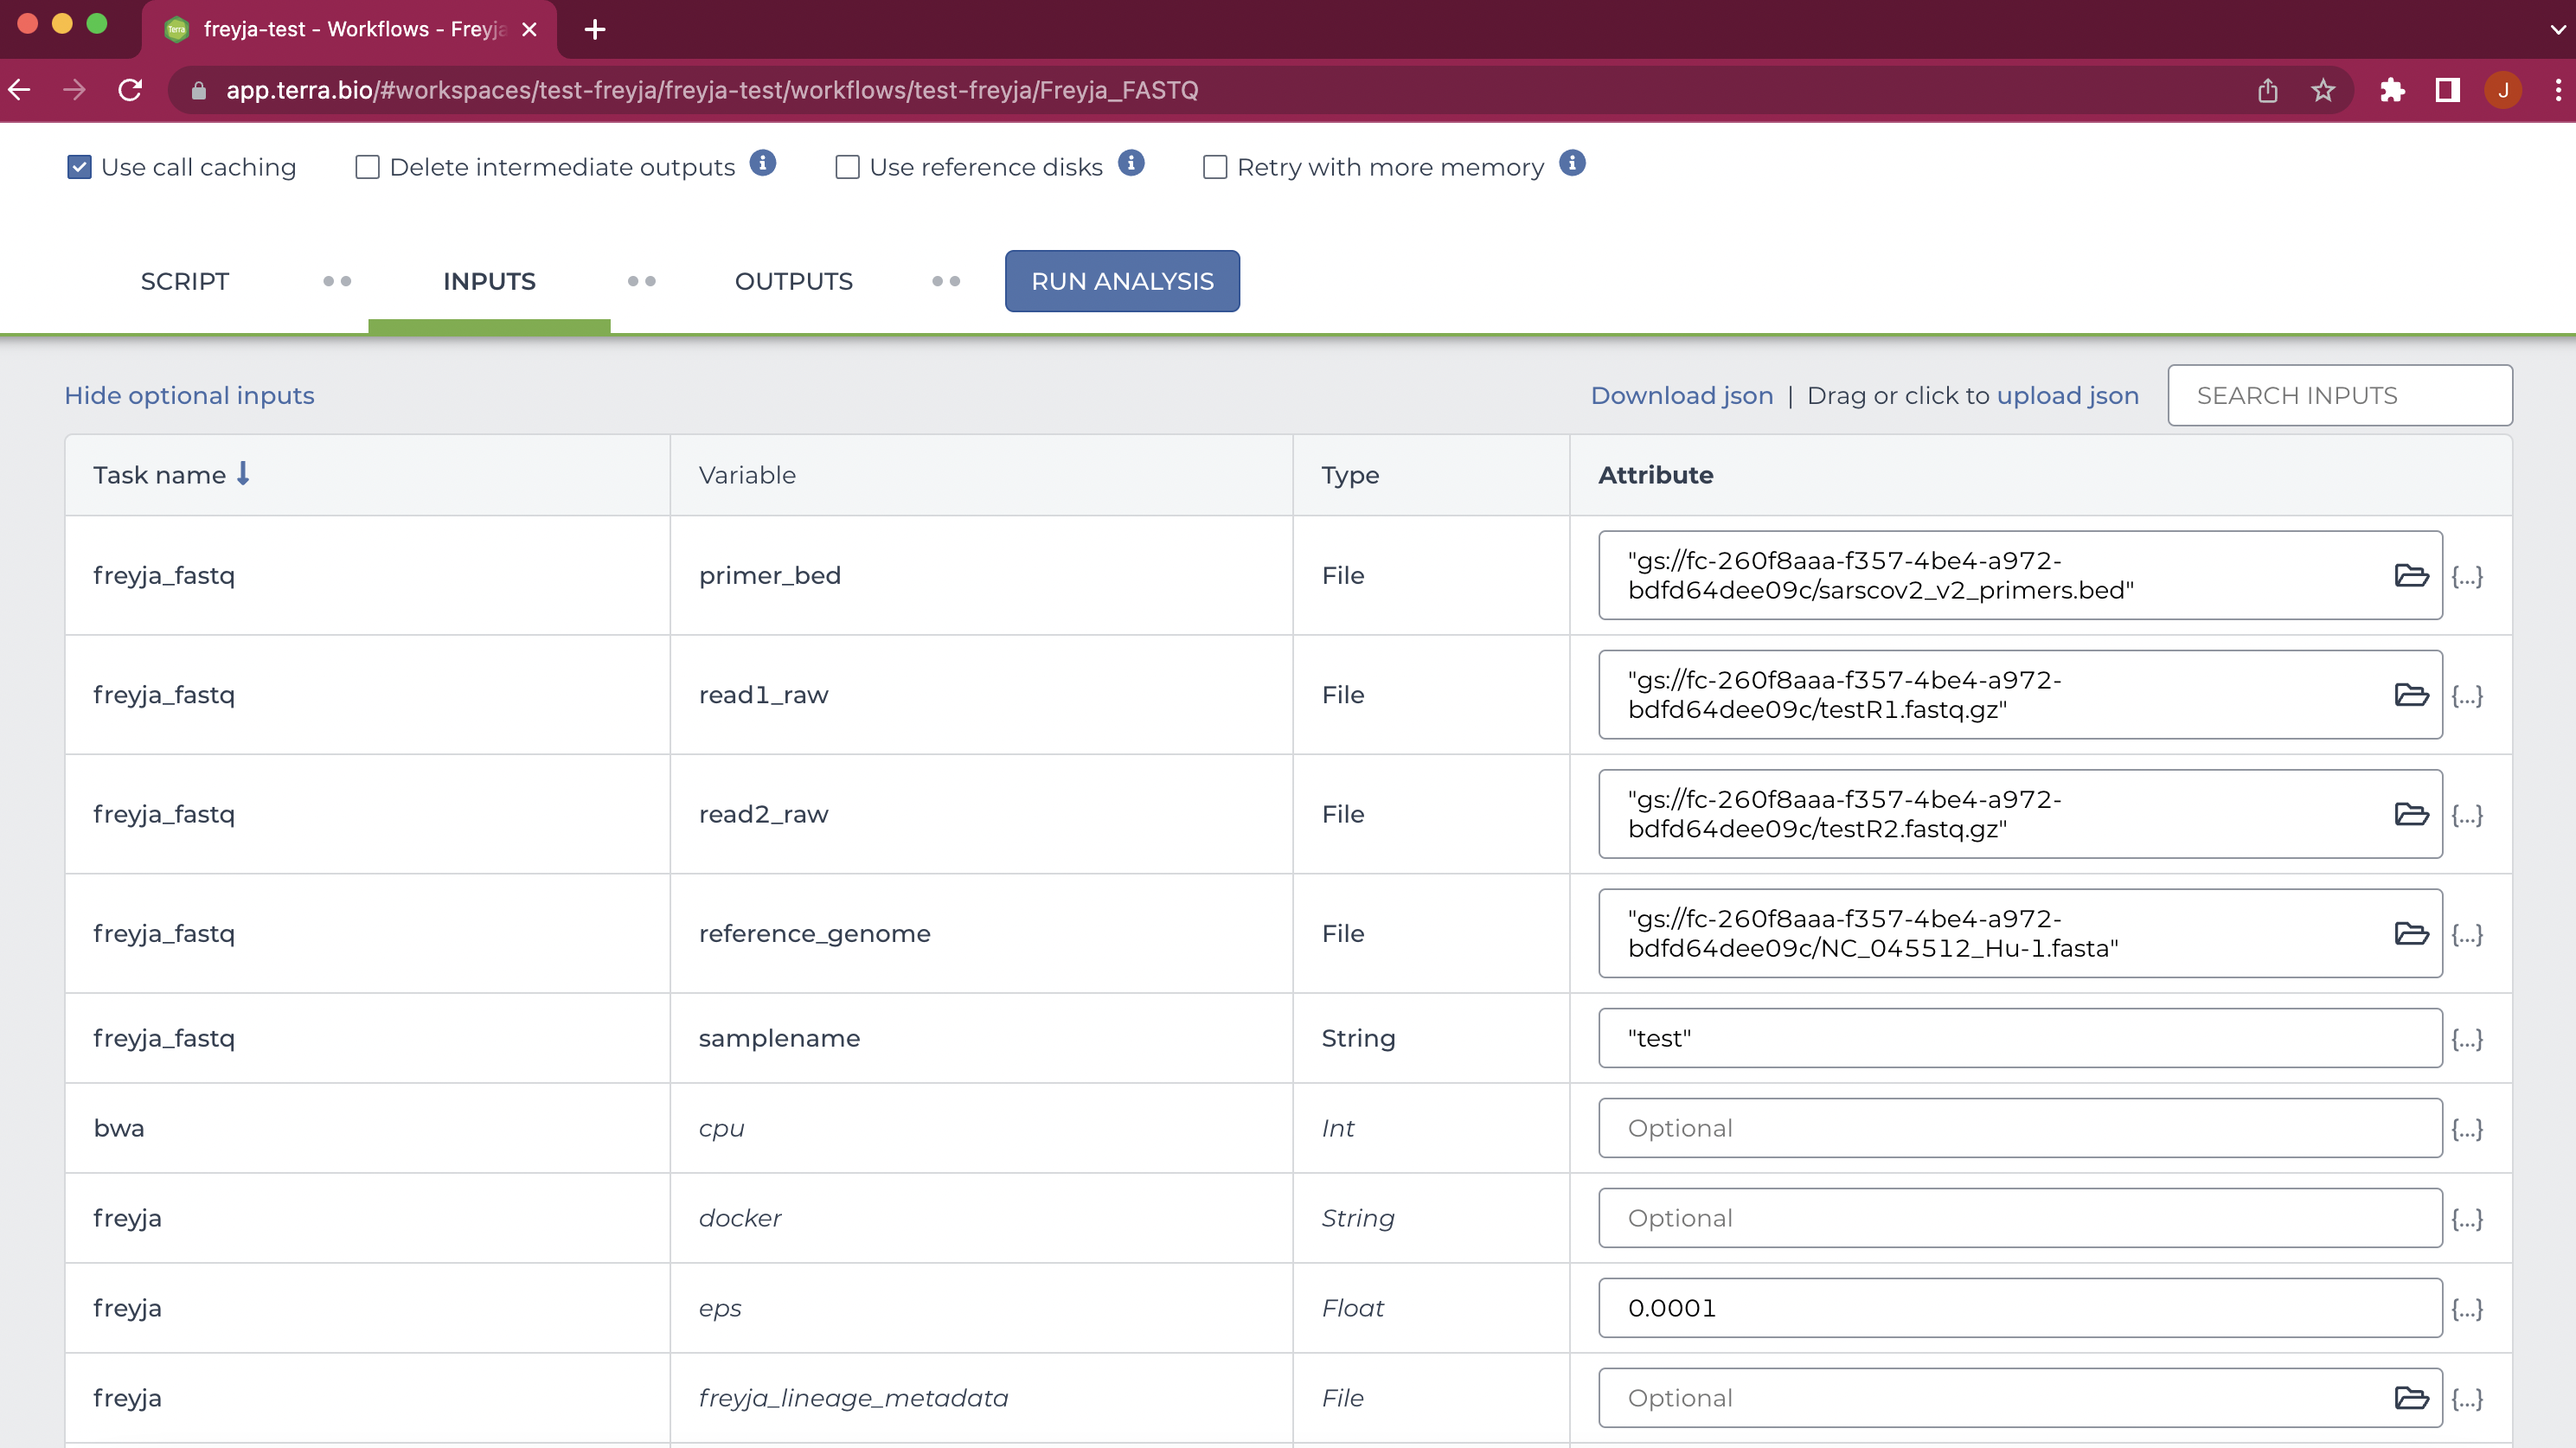 freyja-test - Workflows - Freyja
app.terra.bio/#workspaces/test-freyja/freyja-test/workflows/test-freyja/Freyja_FASTQ
J
Use call caching
Delete intermediate outputs
Use reference disks
Retry with more memory
SCRIPT
INPUTS
OUTPUTS
RUN ANALYSIS
Hide optional inputs
Download json | Drag or click to upload json
SEARCH INPUTS
Task name
Variable
Type
Attribute
freyja_fastq
primer_bed
File
"gs://fc-260f8aaa-f357-4be4-a972-
bdfd64dee09c/sarscov2_v2_primers.bed"
{...}
freyja_fastq
read1_raw
File
"gs://fc-260f8aaa-f357-4be4-a972-
bdfd64dee09c/testR1.fastq.gz"
{...}
freyja_fastq
read2_raw
File
"gs://fc-260f8aaa-f357-4be4-a972-
bdfd64dee09c/testR2.fastq.gz"
{...}
freyja_fastq
reference_genome
File
"gs://fc-260f8aaa-f357-4be4-a972-
bdfd64dee09c/NC_045512_Hu-1.fasta"
{...}
freyja_fastq
samplename
String
"test"
{...}
bwa
cpu
Int
Optional
{...}
freyja
docker
String
Optional
{...}
freyja
eps
Float
0.0001
{...}
freyja
freyja_lineage_metadata
File
Optional
{...}